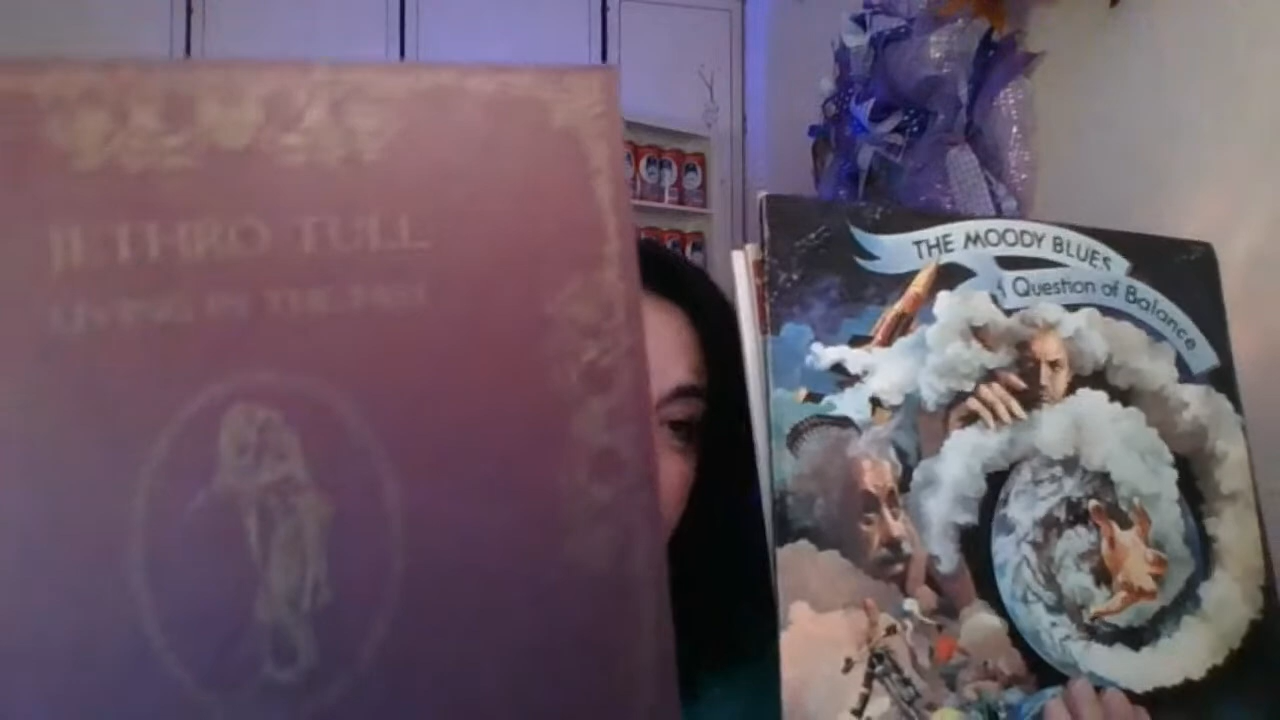 JETHRO TULL
LIVING IN THE PAST
THE MOODY BLUES
A Question of Balance